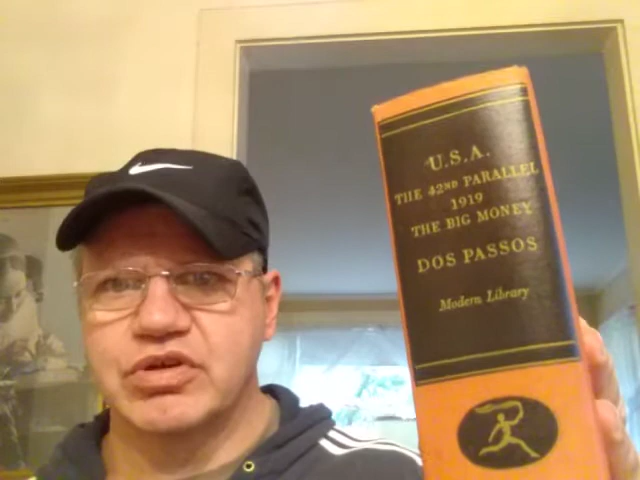 U.S.A.
THE 42ND PARALLEL
1919
THE BIG MONEY
DOS PASSOS
Modern Library